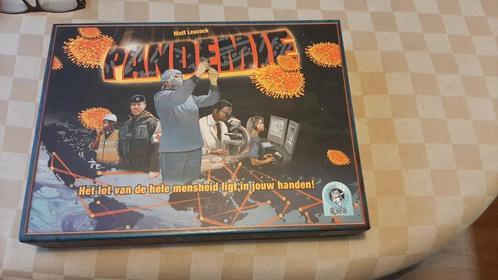 Matt Leacock
PANDEMIE
Het lot van de hele mensheid ligt in jouw handen!